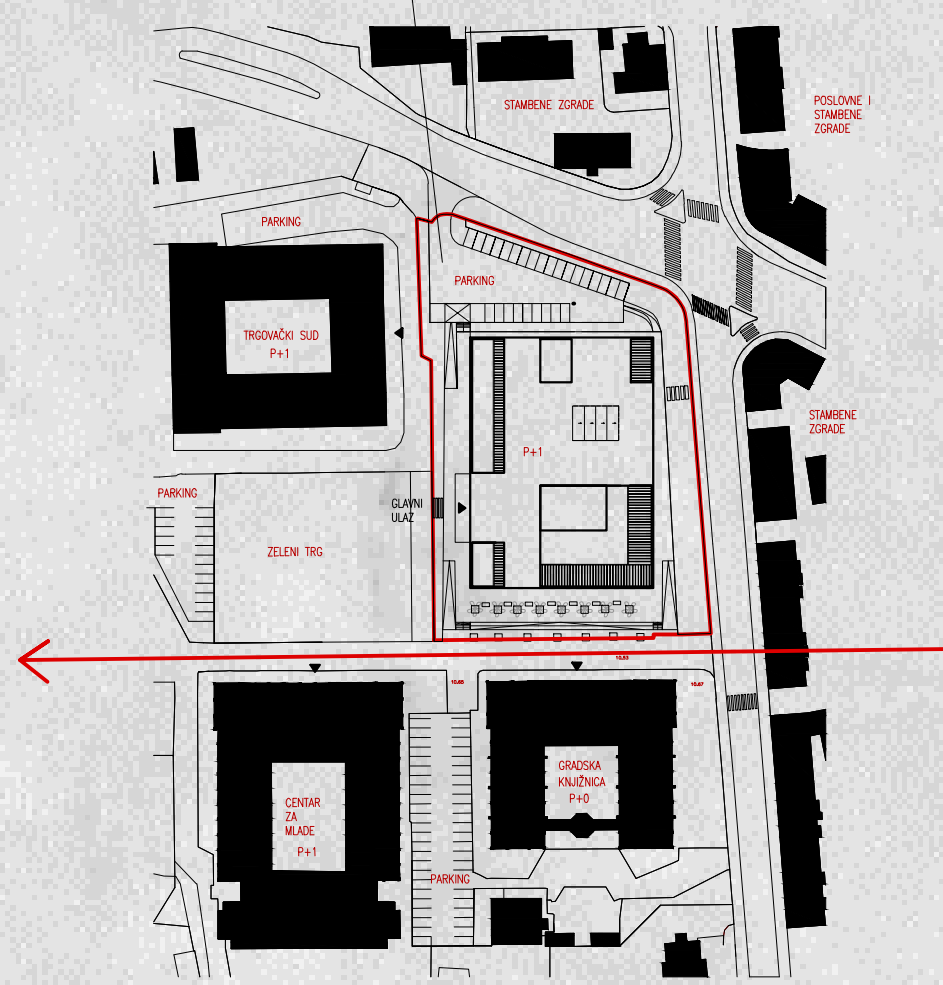 STAMBENE ZGRADE
POSLOVNE I
STAMBENE
ZGRADE
PARKING
PARKING
TRGOVAČKI SUD
P+1
STAMBENE
ZGRADE
P+1
PARKING
GLAVNI
ULAZ
ZELENI TRG
10.53
10.65
10.67
GRADSKA
KNJIŽNICA
P+0
CENTAR
ZA
MLADE
P+1
PARKING